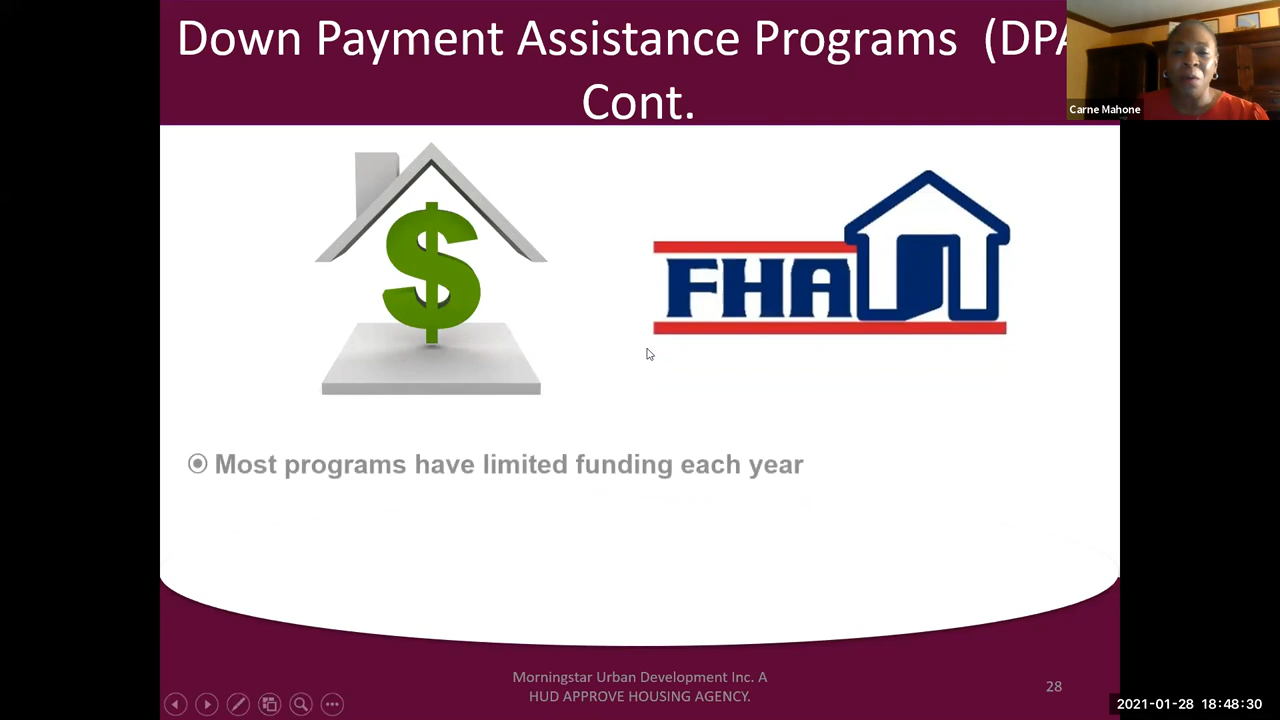 Down Payment Assistance Programs (DPA
Cont.
Carne Mahone
$
FHA
Most programs have limited funding each year
Morningstar Urban Development Inc. A
HUD APPROVE HOUSING AGENCY.
28
2021-01-28 18:48:30